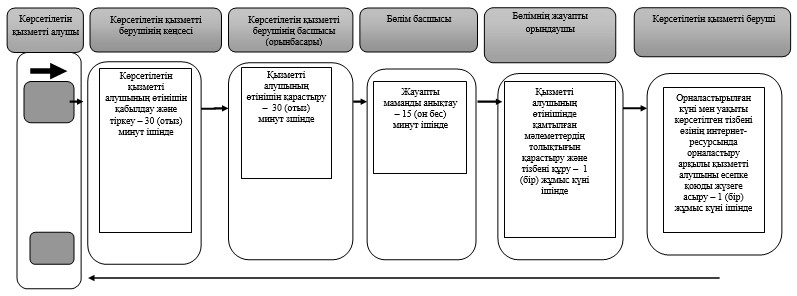 Көрсетілетін
қызметті алушы
Көрсетілетін қызметті
берушінің кеңсесі
Көрсетілетін қызметті
берушінің басшысы
(орынбасары)
Бөлім басшысы
Бөлімнің жауапты
орындаушы
Көрсетілетін қызметті беруші
Көрсетілетін
қызметті
алушының өтінішін
қабылдау және
тіркеу – 30 (отыз)
минут ішінде
Қызметті
алушының
өтінішін қарастыру
– 30 (отыз)
минут ішінде
Жауапты
маманды анықтау
– 15 (он бес)
минут ішінде
Қызметті
алушының
өтінішінде
қамтылған
мәлеметтердің
толықтығын
қарастыру және
тізбені құру – 1
(бір) жұмыс күні
ішінде
Орналастырылған
күні мен уақыты
көрсетілген тізбені
өзінің интернет-
ресурсында
орналастыру
арқылы қызметті
алушыны есепке
қоюды жүзеге
асыру – 1 (бір)
жұмыс күні ішінде